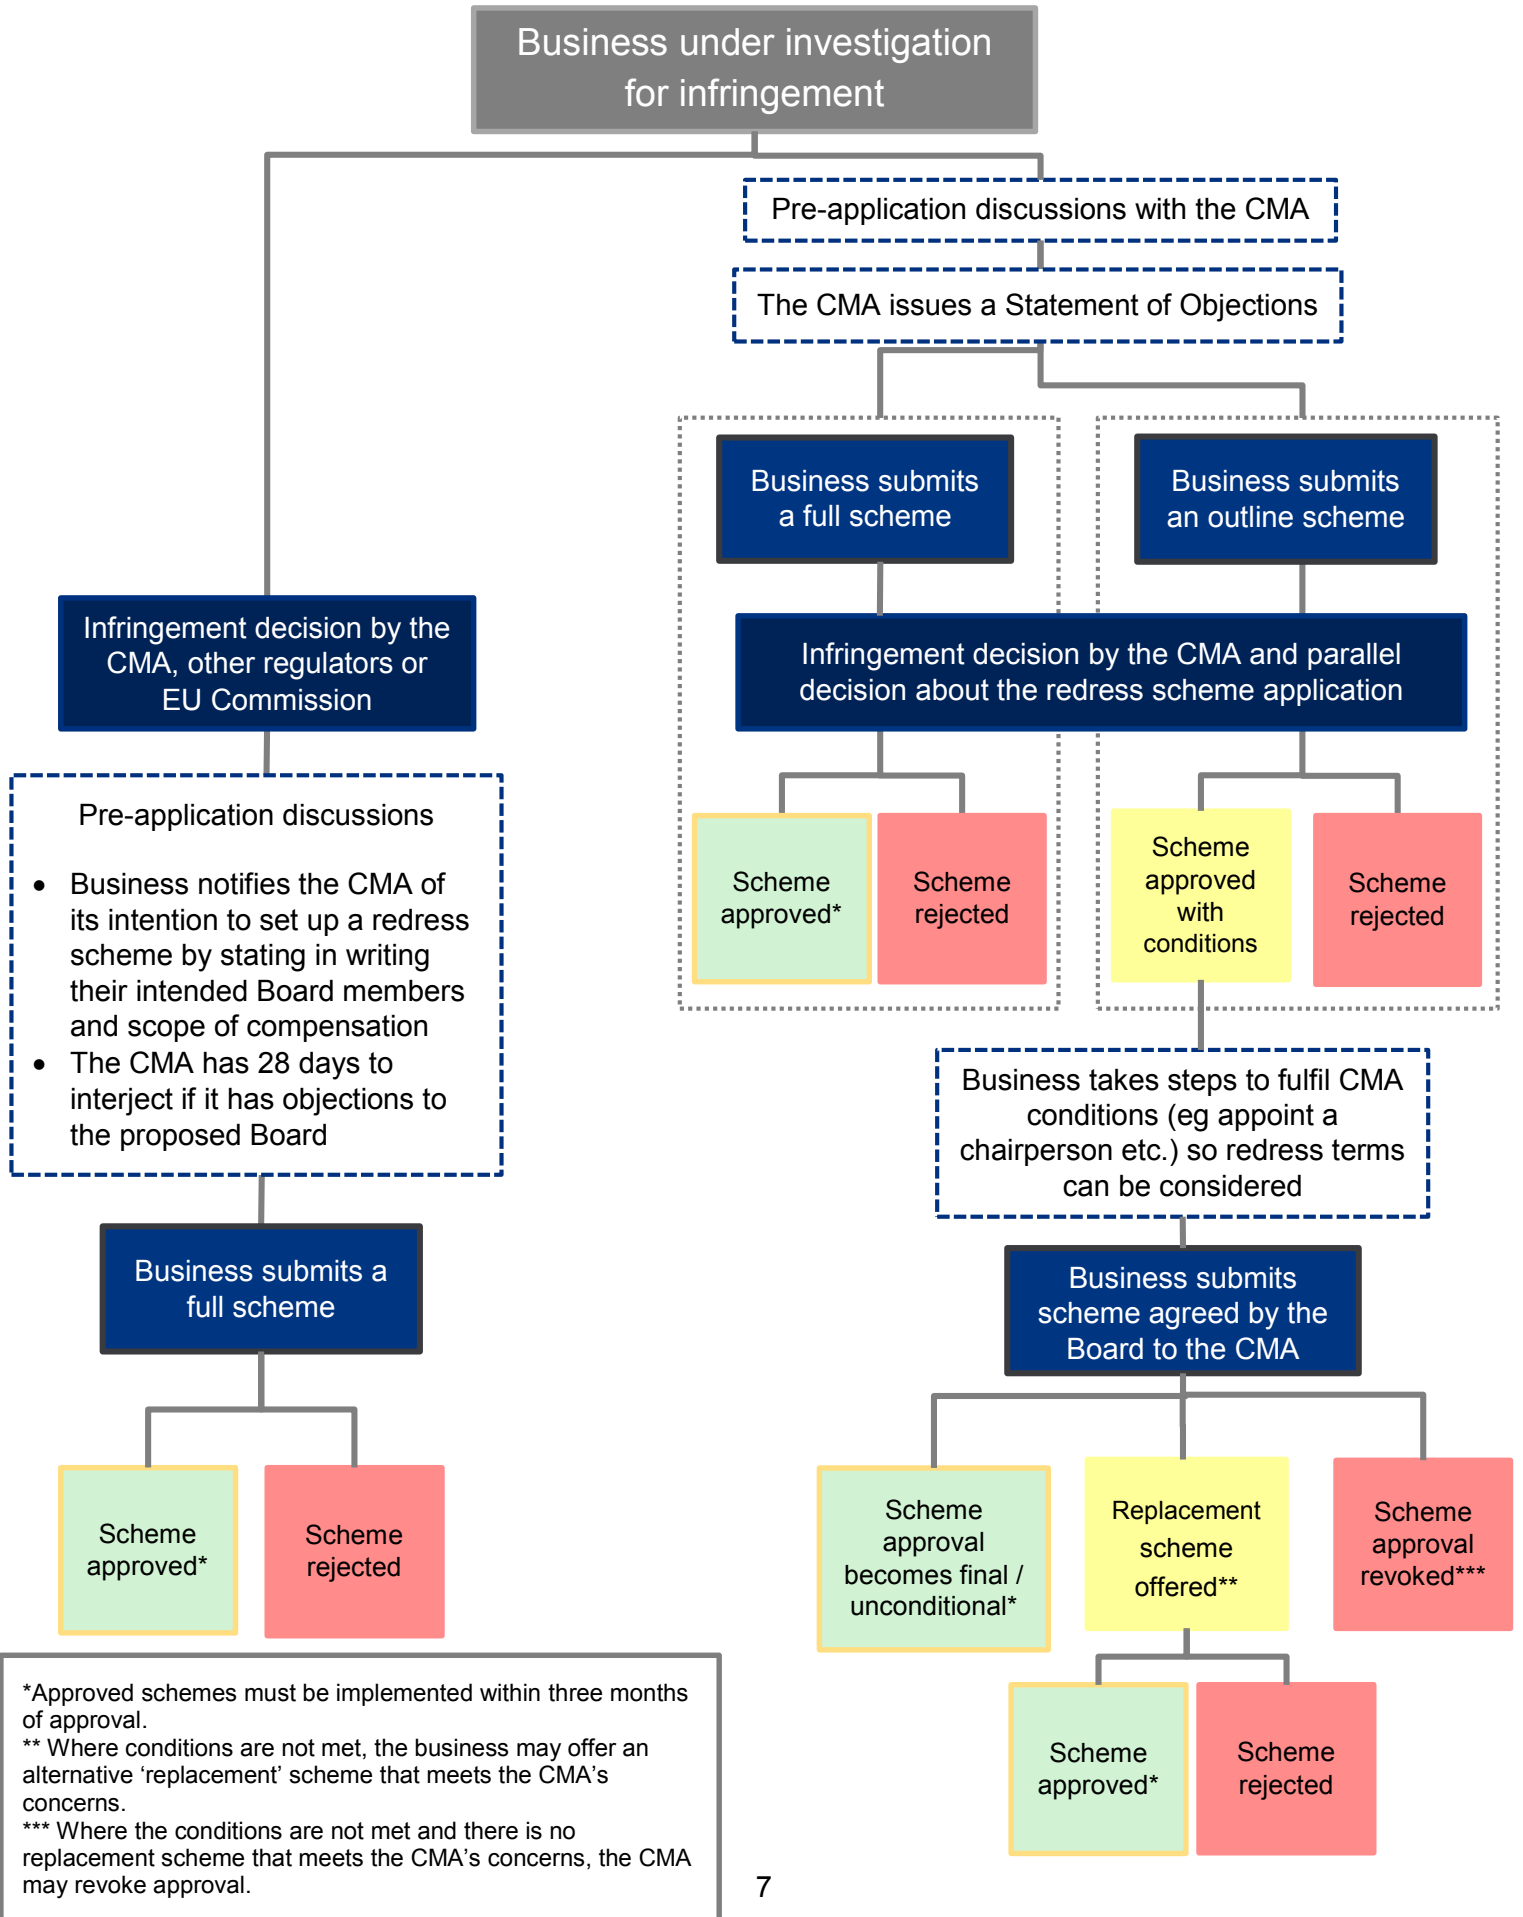 Business under investigation
for infringement
Pre-application discussions with the CMA
The CMA issues a Statement of Objections
Business submits
a full scheme
Business submits
an outline scheme
Infringement decision by the
CMA, other regulators or
EU Commission
Infringement decision by the CMA and parallel
decision about the redress scheme application
Pre-application discussions
• Business notifies the CMA of
its intention to set up a redress
scheme by stating in writing
their intended Board members
and scope of compensation
• The CMA has 28 days to
interject if it has objections to
the proposed Board
Scheme
approved*
Scheme
rejected
Scheme
approved
with
conditions
Scheme
rejected
Business takes steps to fulfil CMA
conditions (eg appoint a
chairperson etc.) so redress terms
can be considered
Business submits a
full scheme
Business submits
scheme agreed by the
Board to the CMA
Scheme
approved*
Scheme
rejected
Scheme
approval
becomes final /
unconditional*
Replacement
scheme
offered**
Scheme
approval
revoked***
Scheme
approved*
Scheme
rejected
*Approved schemes must be implemented within three months
of approval.
** Where conditions are not met, the business may offer an
alternative ‘replacement’ scheme that meets the CMA’s
concerns.
*** Where the conditions are not met and there is no
replacement scheme that meets the CMA’s concerns, the CMA
may revoke approval.
7